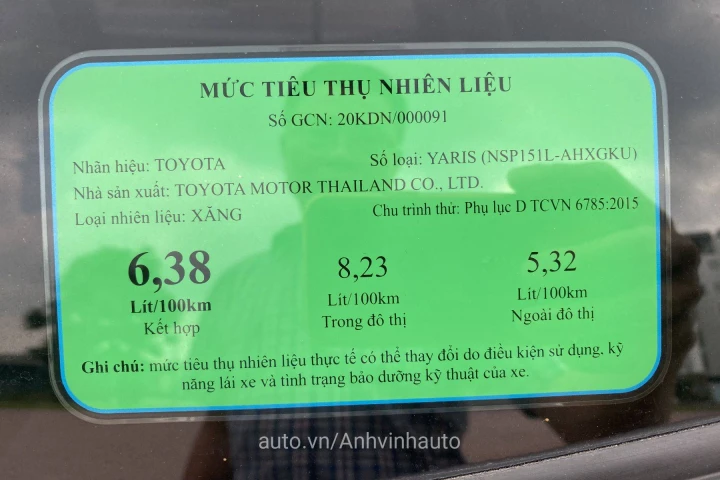 MỨC TIÊU THỤ NHIÊN LIỆU
Số GCN: 20KDN/000091
Nhãn hiệu: TOYOTA
Số loại: YARIS (NSP151L-AHXGKU)
Nhà sản xuất: TOYOTA MOTOR THAILAND CO., LTD.
Loại nhiên liệu: XĂNG
Chu trình thử: Phụ lục D TCVN 6785:2015
6,38
Lít/100km
Kết hợp
8,23
Lít/100km
Trong đô thị
5,32
Lít/100km
Ngoài đô thị
Ghi chú: mức tiêu thụ nhiên liệu thực tế có thể thay đổi do điều kiện sử dụng, kỹ
năng lái xe và tình trạng bảo dưỡng kỹ thuật của xe.
auto.vn/Anhvinhauto